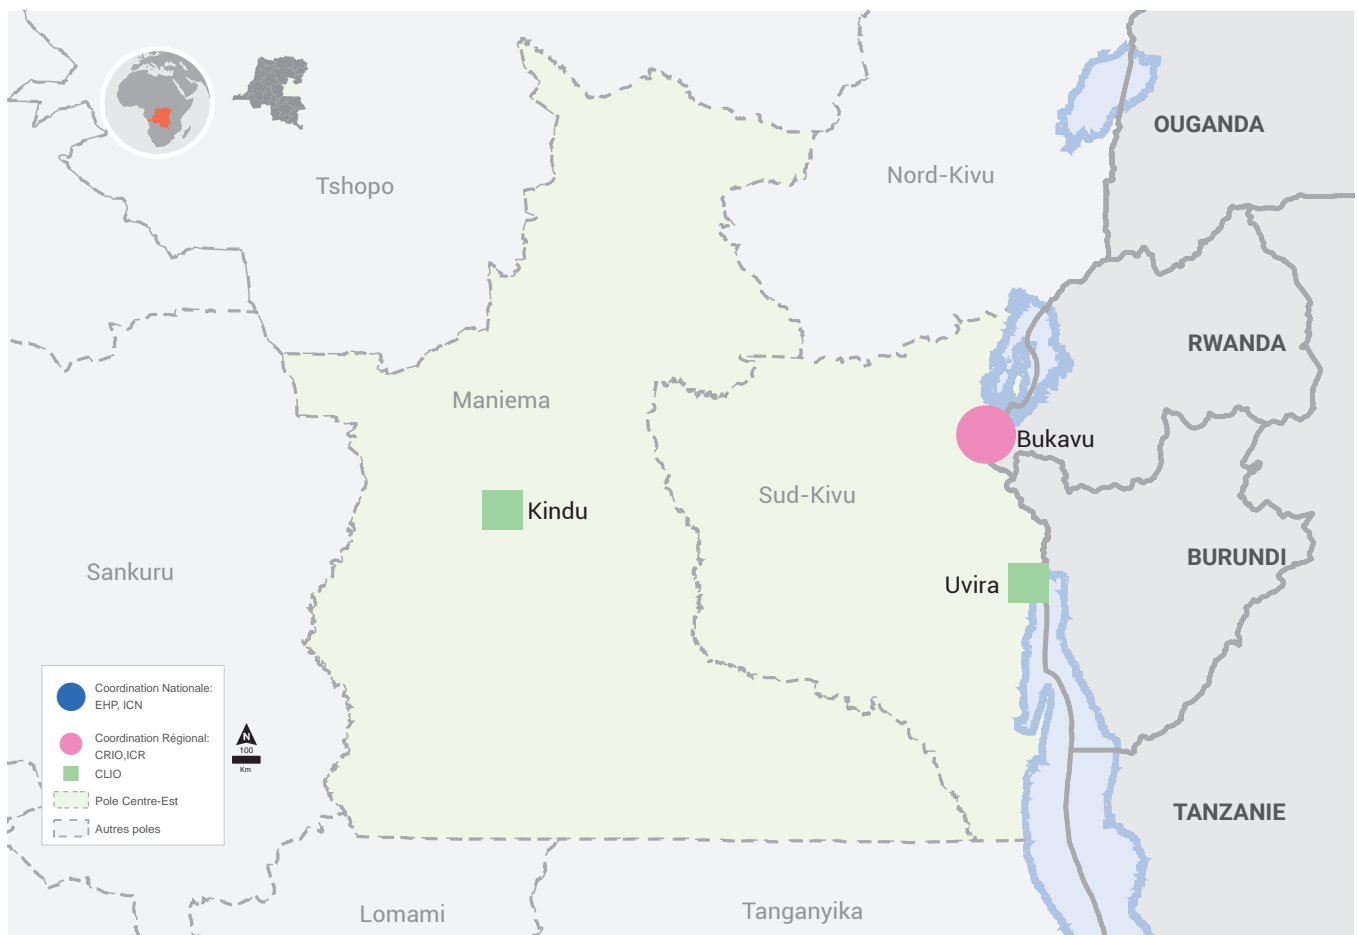 OUGANDA
Nord-Kivu
Tshopo
RWANDA
Maniema
Bukavu
Sud-Kivu
Kindu
BURUNDI
Sankuru
Uvira
Coordination Nationale:
EHP, ICN
Coordination Régional:
CRIO,ICR
CLIO
Pole Centre-Est
Autres poles
N
100
Km
TANZANIE
Lomami
Tanganyika